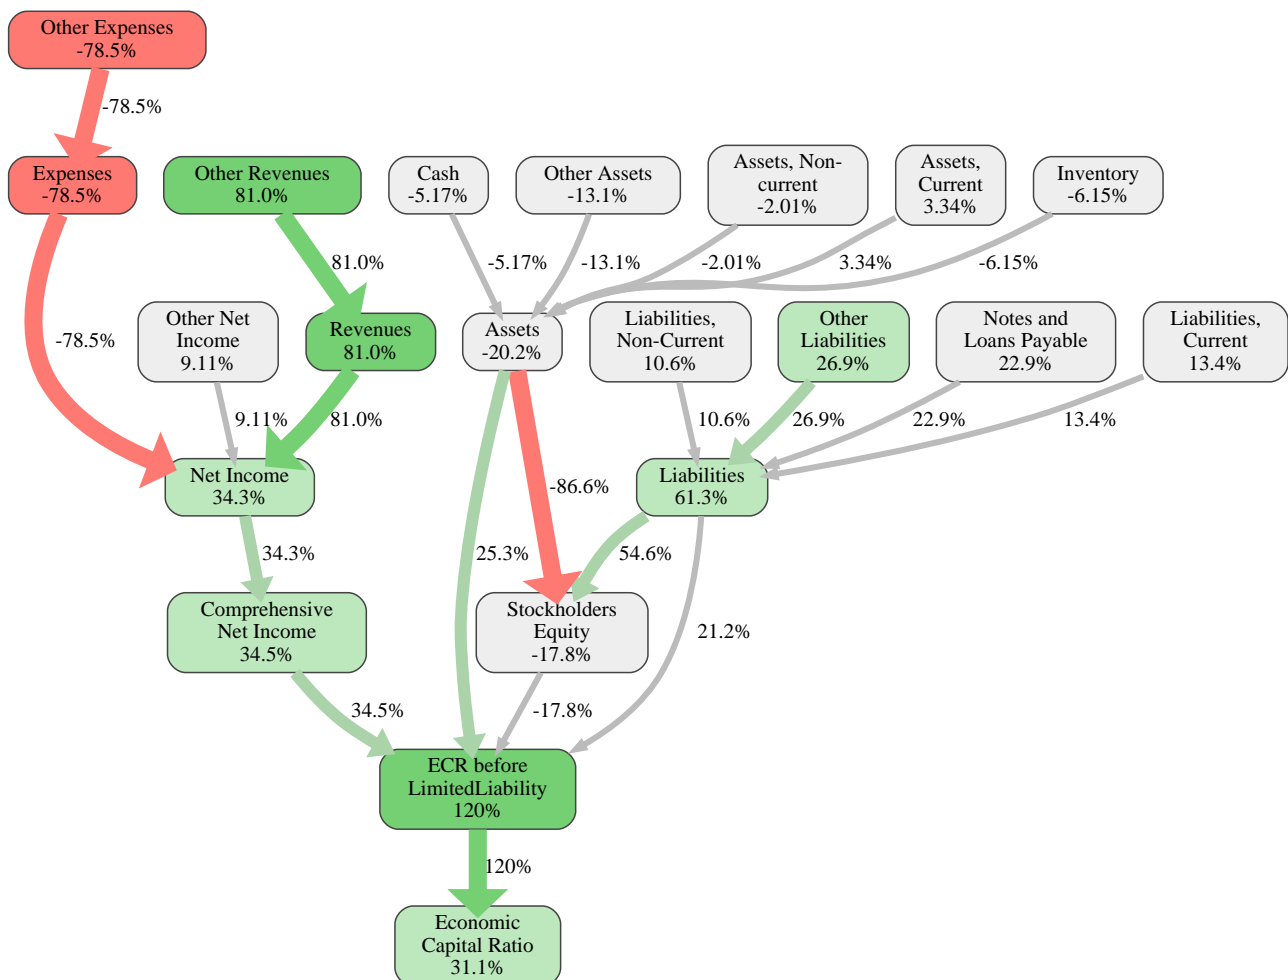 Other Expenses
-78.5%
-78.5%
Expenses
-78.5%
Other Revenues
81.0%
Cash
-5.17%
Other Assets
-13.1%
Assets, Non-
current
-2.01%
Assets,
Current
3.34%
Inventory
-6.15%
81.0%
-5.17%
-13.1%
-2.01%
3.34%
-6.15%
-78.5%
Other Net
Income
9.11%
Revenues
81.0%
Assets
-20.2%
Liabilities,
Non-Current
10.6%
Other
Liabilities
26.9%
Notes and
Loans Payable
22.9%
Liabilities,
Current
13.4%
9.11%
81.0%
10.6%
26.9%
22.9%
13.4%
Net Income
34.3%
-86.6%
Liabilities
61.3%
34.3%
25.3%
54.6%
Comprehensive
Net Income
34.5%
Stockholders
Equity
-17.8%
21.2%
34.5%
-17.8%
ECR before
LimitedLiability
120%
120%
Economic
Capital Ratio
31.1%